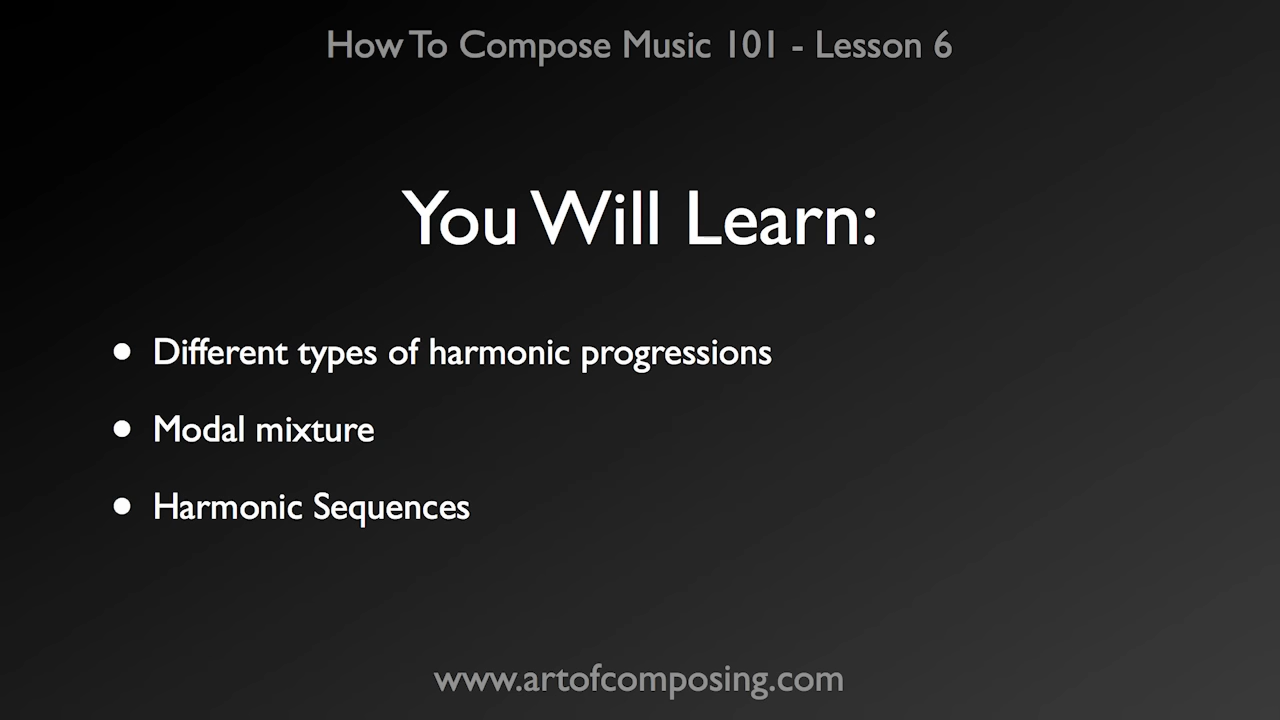 How To Compose Music 101 - Lesson 6
You Will Learn:
• Different types of harmonic progressions
• Modal mixture
• Harmonic Sequences
www.artofcomposing.com